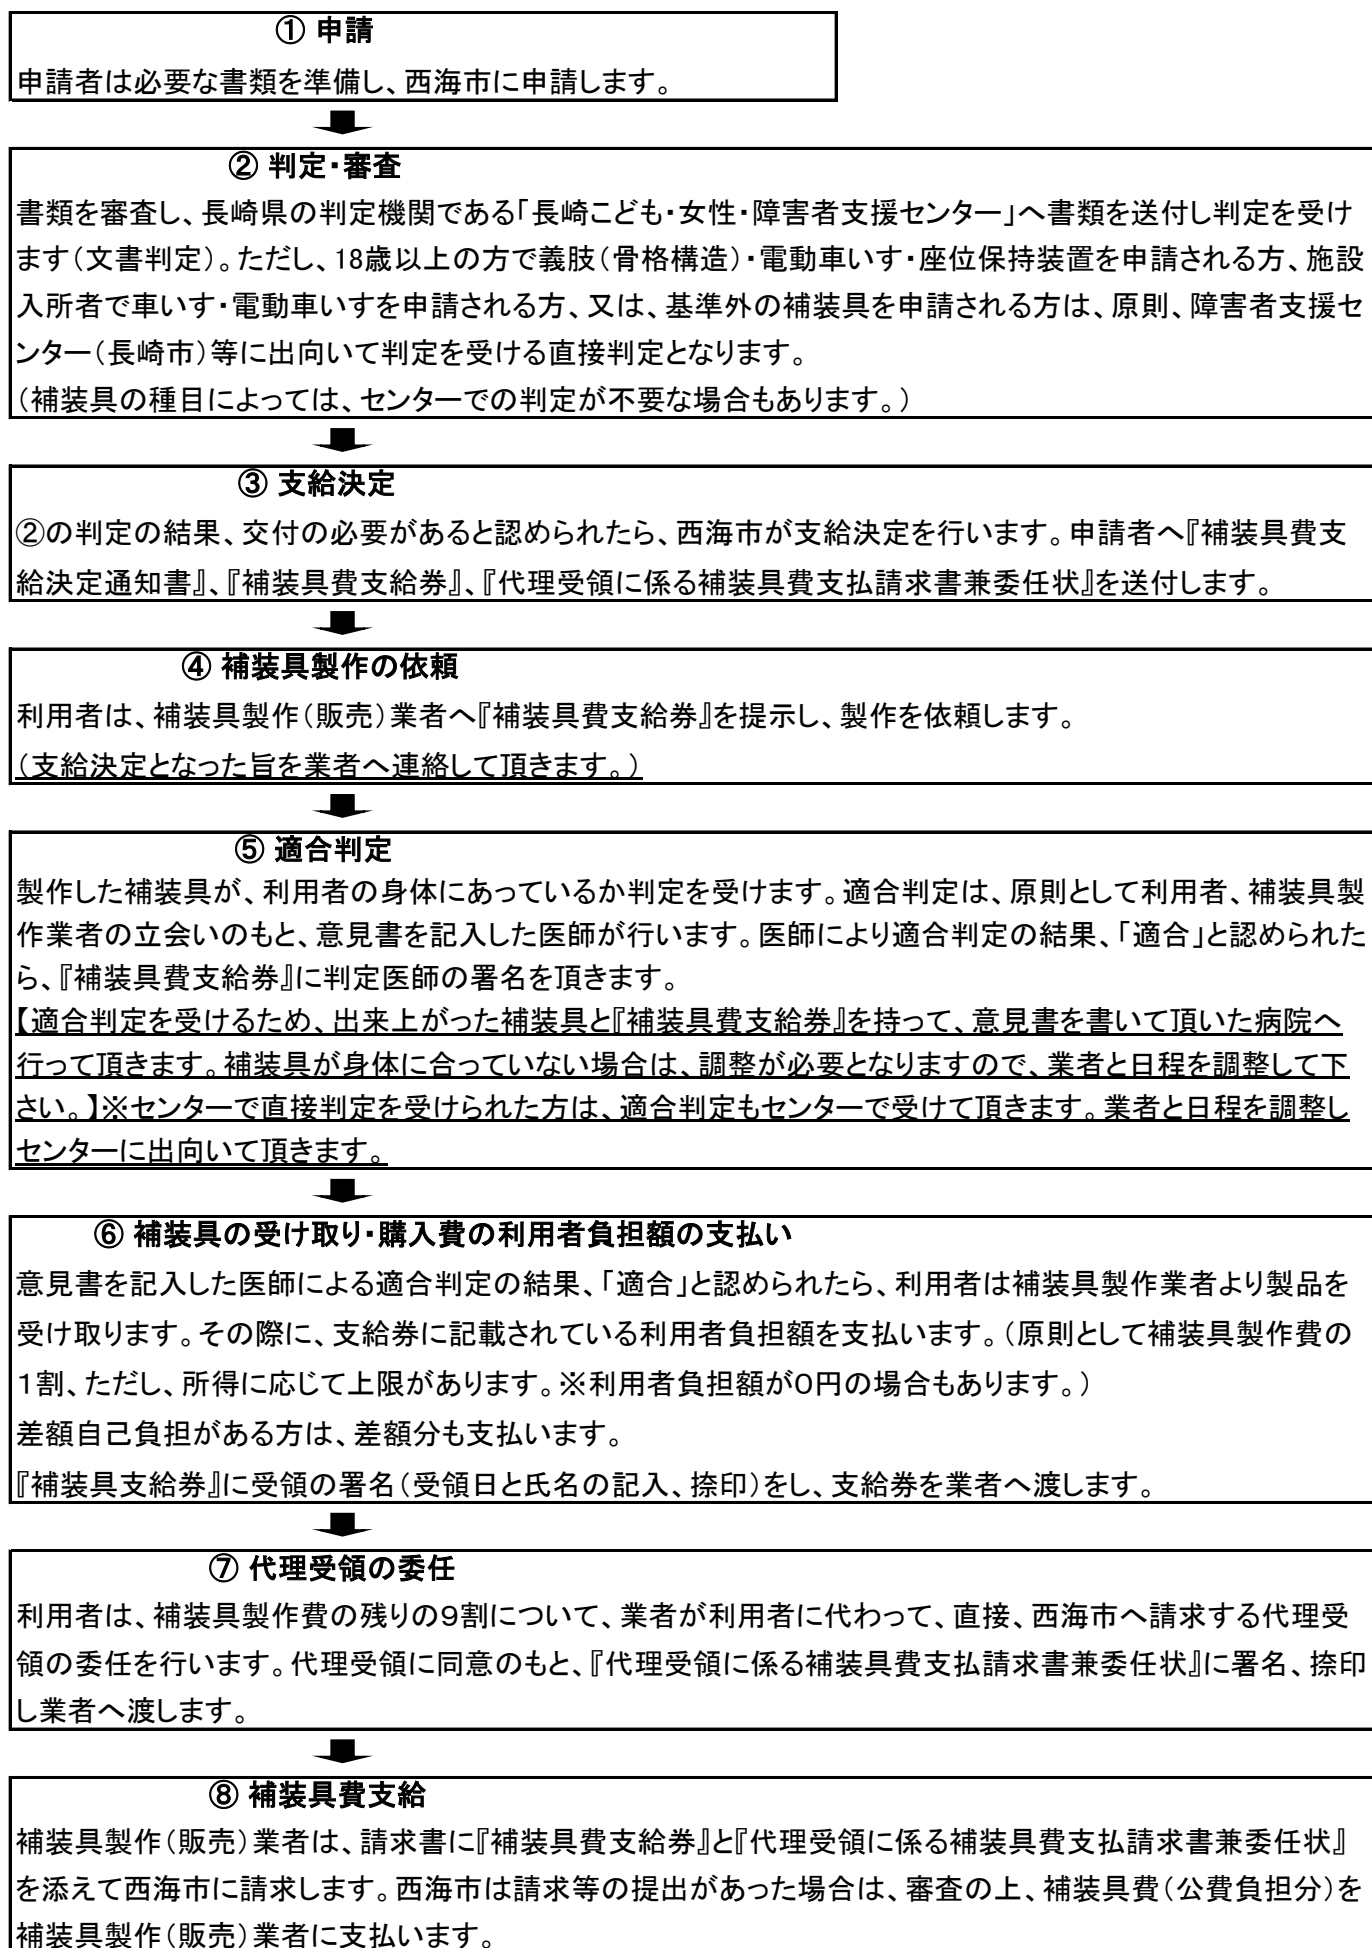 ① 申請
申請者は必要な書類を準備し、西海市に申請します。
② 判定・審査
書類を審査し、長崎県の判定機関である「長崎こども・女性・障害者支援センター」へ書類を送付し判定を受け
ます（文書判定）。ただし、18歳以上の方で義肢（骨格構造）・電動車いす・座位保持装置を申請される方、施設
入所者で車いす・電動車いすを申請される方、又は、基準外の補装具を申請される方は、原則、障害者支援セ
ンター（長崎市）等に出向いて判定を受ける直接判定となります。
（補装具の種目によっては、センターでの判定が不要な場合もあります。）
③ 支給決定
②の判定の結果、交付の必要があると認められたら、西海市が支給決定を行います。申請者へ『補装具費支
給決定通知書』、『補装具費支給券』、『代理受領に係る補装具費支払請求書兼委任状』を送付します。
④ 補装具製作の依頼
利用者は、補装具製作（販売）業者へ『補装具費支給券』を提示し、製作を依頼します。
（支給決定となった旨を業者へ連絡して頂きます。）
⑤ 適合判定
製作した補装具が、利用者の身体にあっているか判定を受けます。適合判定は、原則として利用者、補装具製
作業者の立会いのもと、意見書を記入した医師が行います。医師により適合判定の結果、「適合」と認められた
ら、『補装具費支給券』に判定医師の署名を頂きます。
【適合判定を受けるため、出来上がった補装具と『補装具費支給券』を持って、意見書を書いて頂いた病院へ
行って頂きます。補装具が身体に合っていない場合は、調整が必要となりますので、業者と日程を調整して下
さい。】※センターで直接判定を受けられた方は、適合判定もセンターで受けて頂きます。業者と日程を調整し
センターに出向いて頂きます。
⑥ 補装具の受け取り・購入費の利用者負担額の支払い
意見書を記入した医師による適合判定の結果、「適合」と認められたら、利用者は補装具製作業者より製品を
受け取ります。その際に、支給券に記載されている利用者負担額を支払います。（原則として補装具製作費の
１割、ただし、所得に応じて上限があります。※利用者負担額が０円の場合もあります。）
差額自己負担がある方は、差額分も支払います。
『補装具支給券』に受領の署名（受領日と氏名の記入、捺印）をし、支給券を業者へ渡します。
⑦ 代理受領の委任
利用者は、補装具製作費の残りの９割について、業者が利用者に代わって、直接、西海市へ請求する代理受
領の委任を行います。代理受領に同意のもと、『代理受領に係る補装具費支払請求書兼委任状』に署名、捺印
し業者へ渡します。
⑧ 補装具費支給
補装具製作（販売）業者は、請求書に『補装具費支給券』と『代理受領に係る補装具費支払請求書兼委任状』
を添えて西海市に請求します。西海市は請求等の提出があった場合は、審査の上、補装具費（公費負担分）を
補装具製作（販売）業者に支払います。